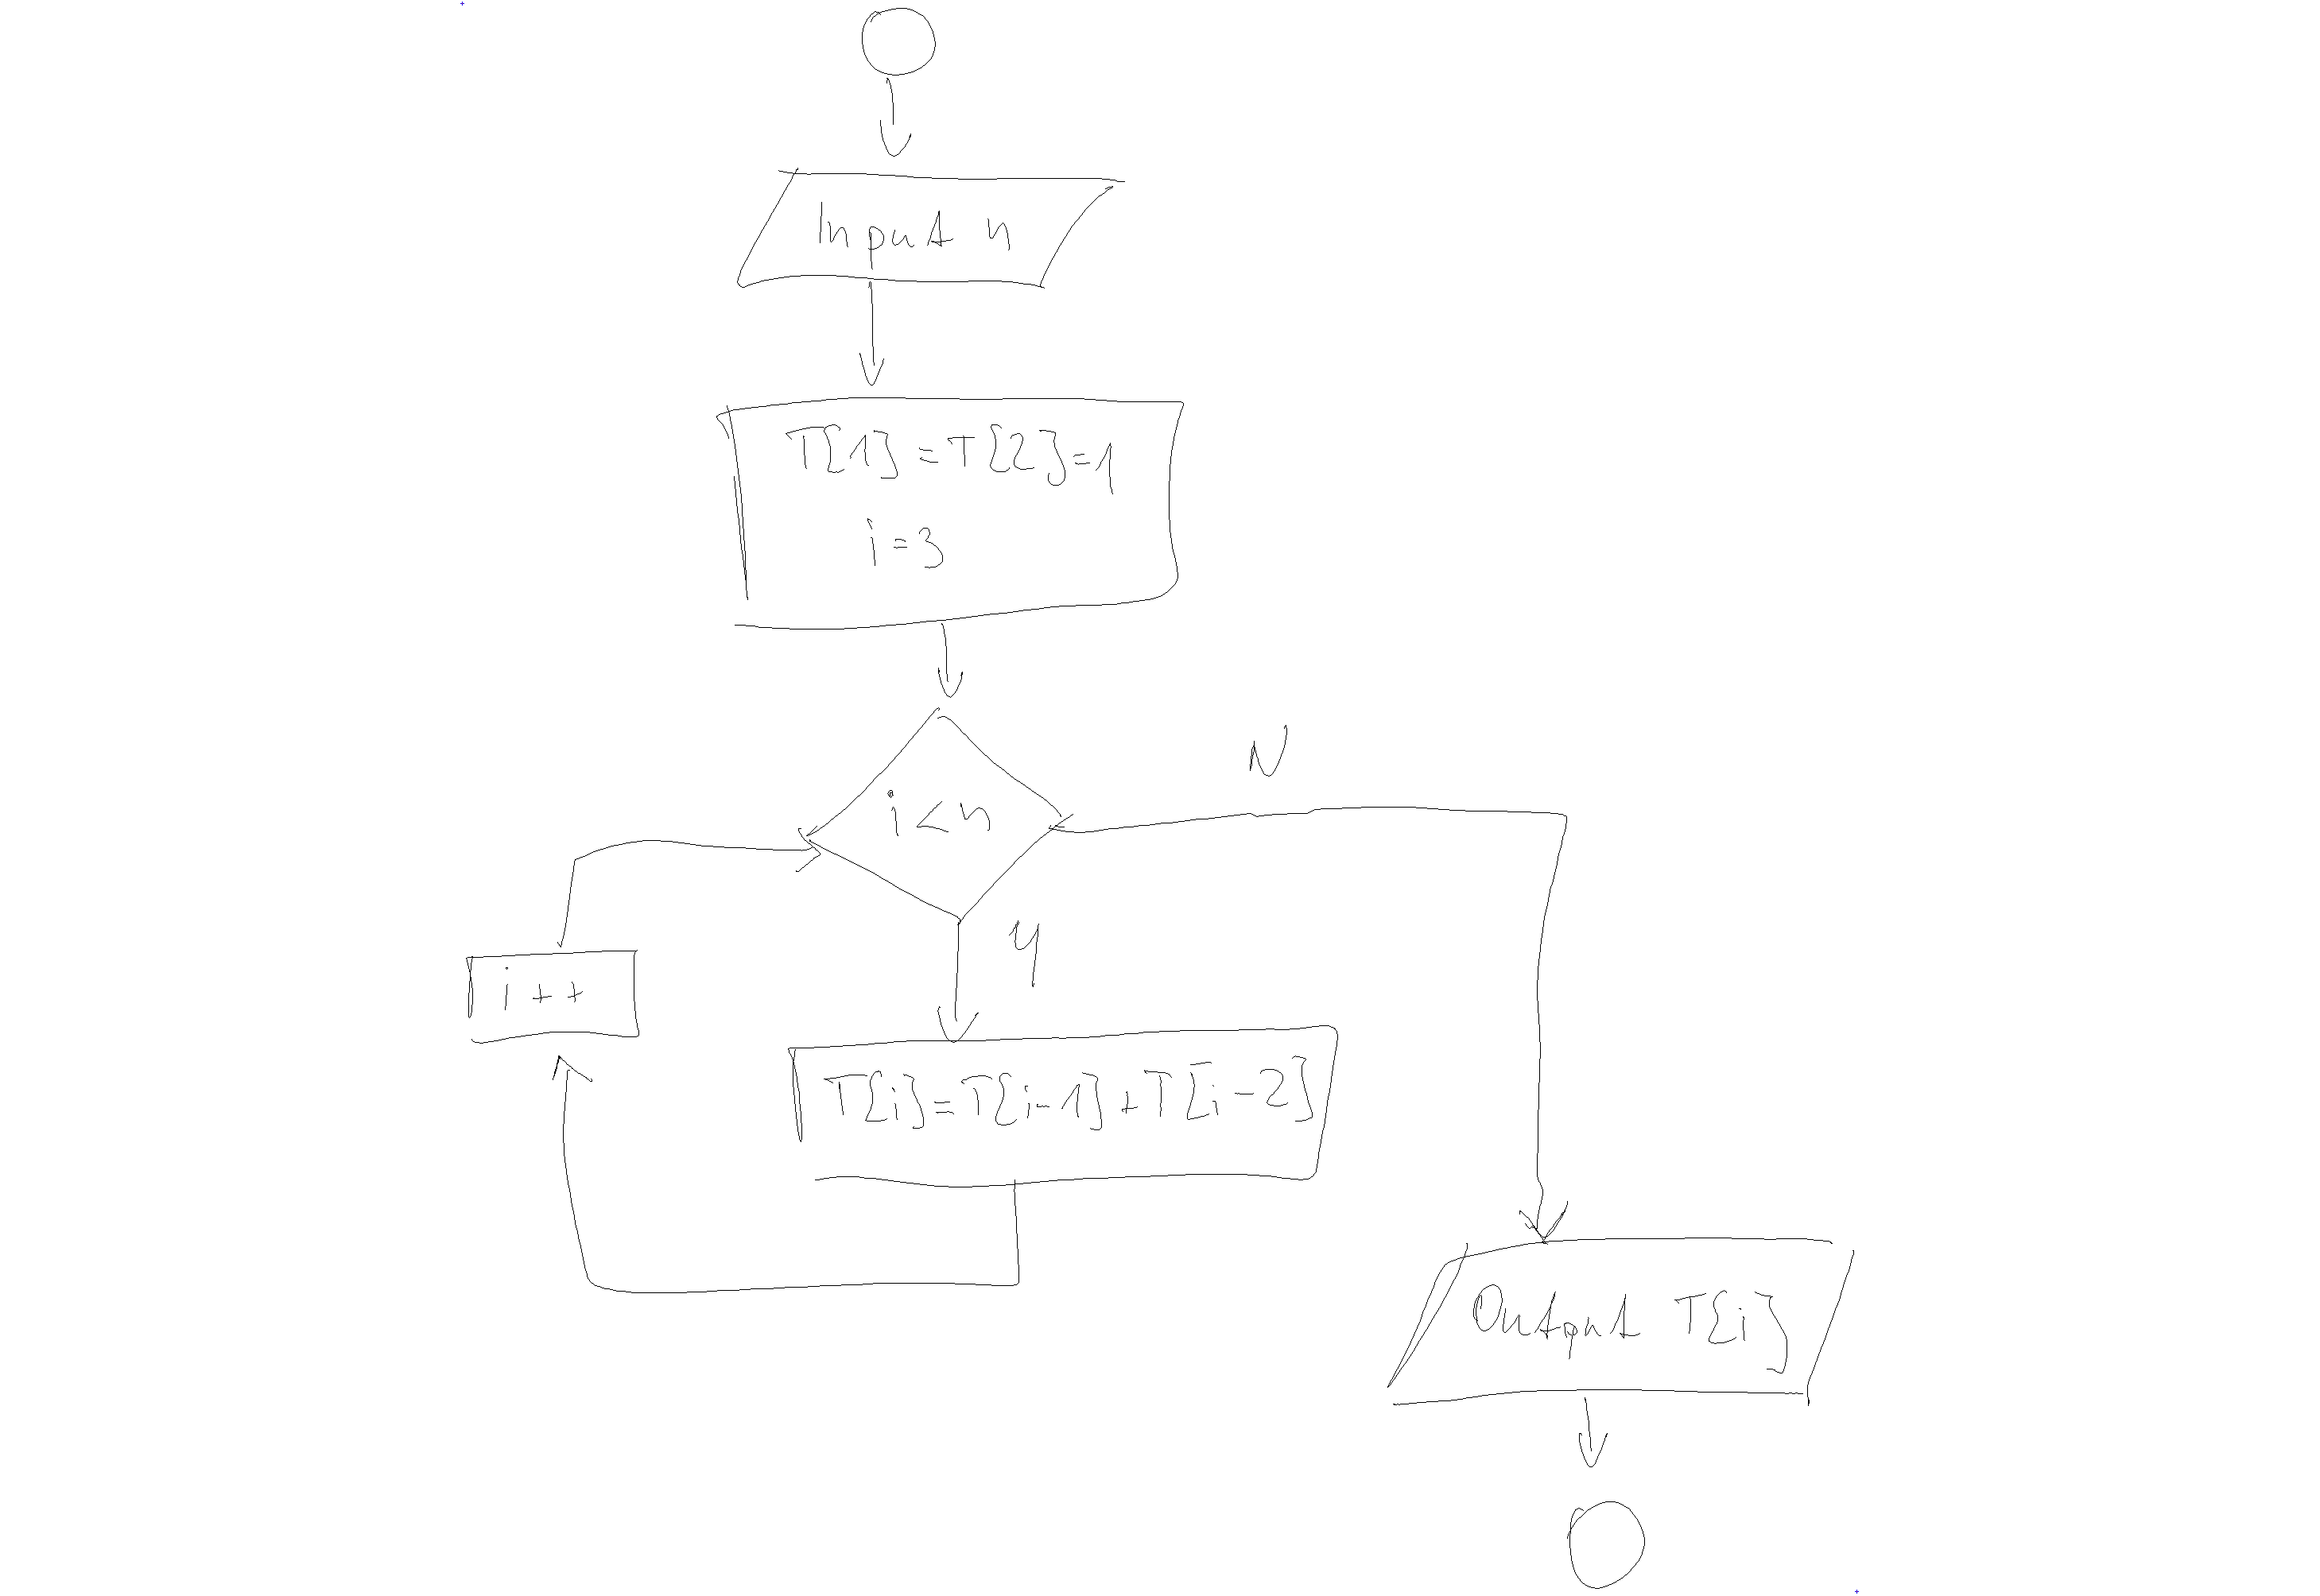 Input n
T[1]=T[2]=1
i=3
i<n
N
Y
i++
T[i]=T[i-1]+T[i-2]
Output T[i]